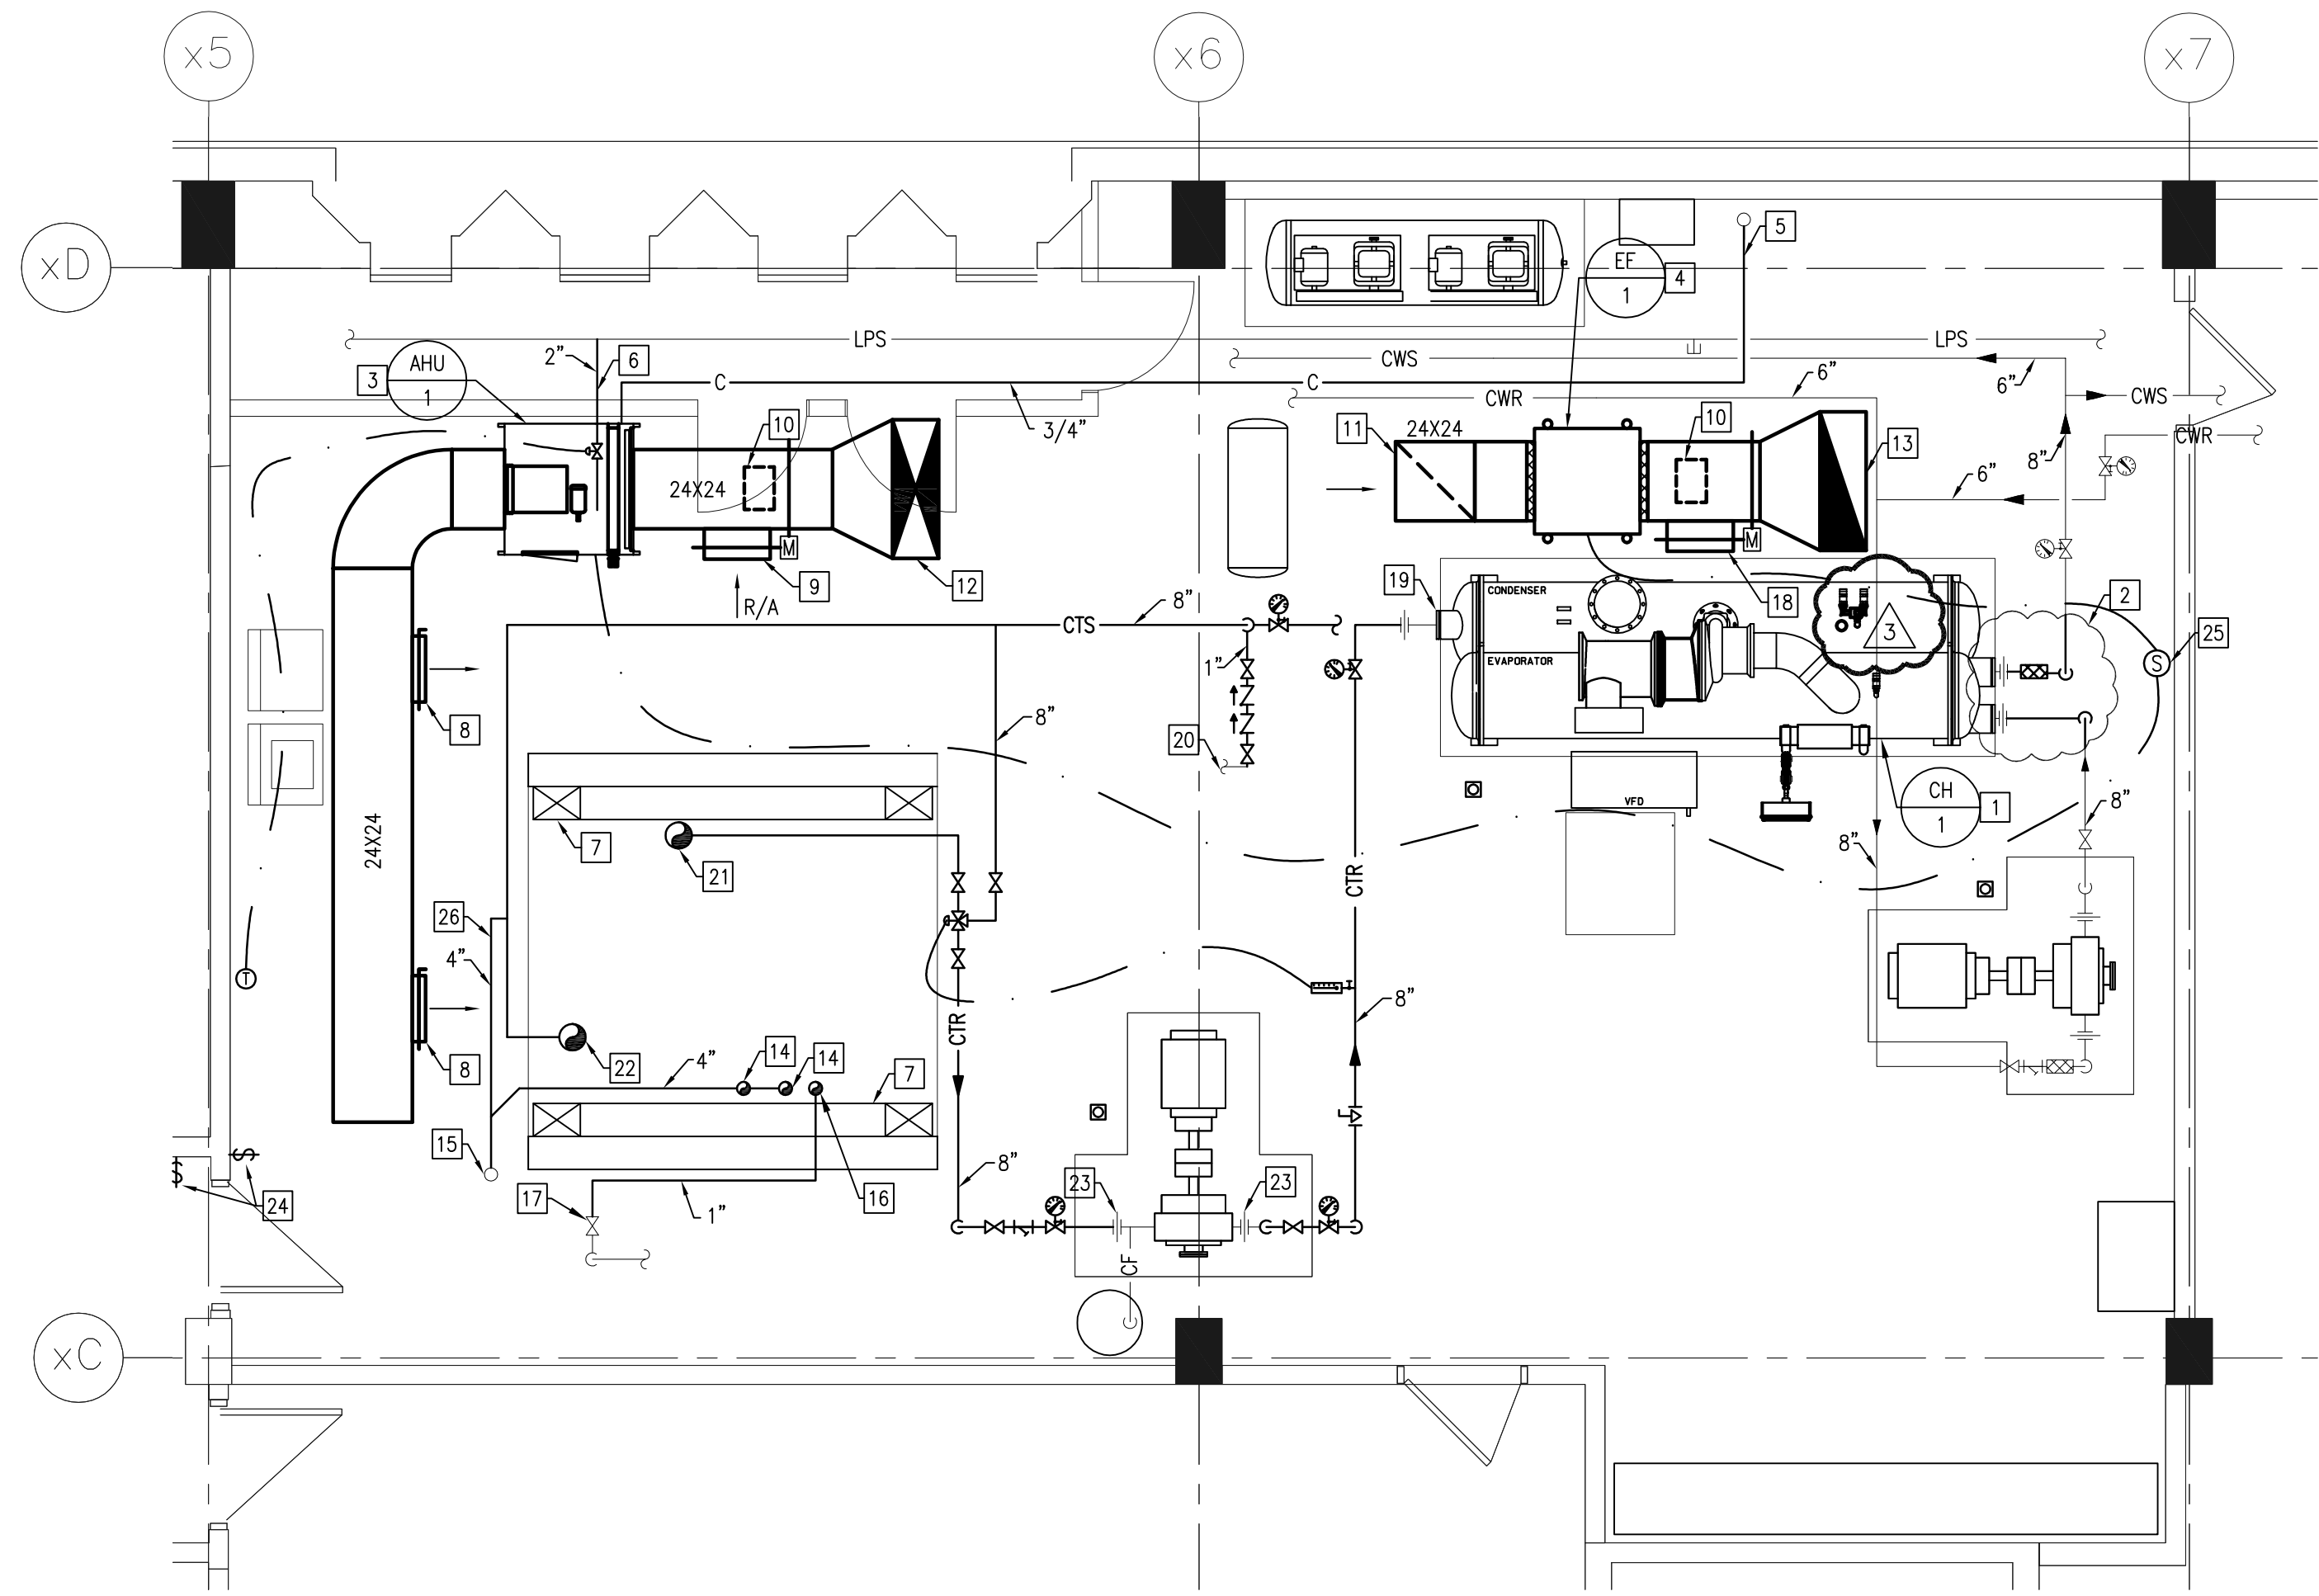 x5
x6
x7
xD
5
EF
1
4
LPS
LPS
2”
6
AHU
1
3
CWS
6”
C
C
6”
CWR
CWS
3/4”
10
11
24X24
10
13
CWR
8”
6”
24X24
M
M
9
12
R/A
19
CONDENSER
18
2
8”
CTS
3
25
1”
EVAPORATOR
S
8
8”
20
VFD
CH
1
1
8”
7
24X24
21
8”
CTR
26
4”
T
8”
CTR
22
4”
14
14
7
15
8”
23
23
17
16
24
1”
CF
xC